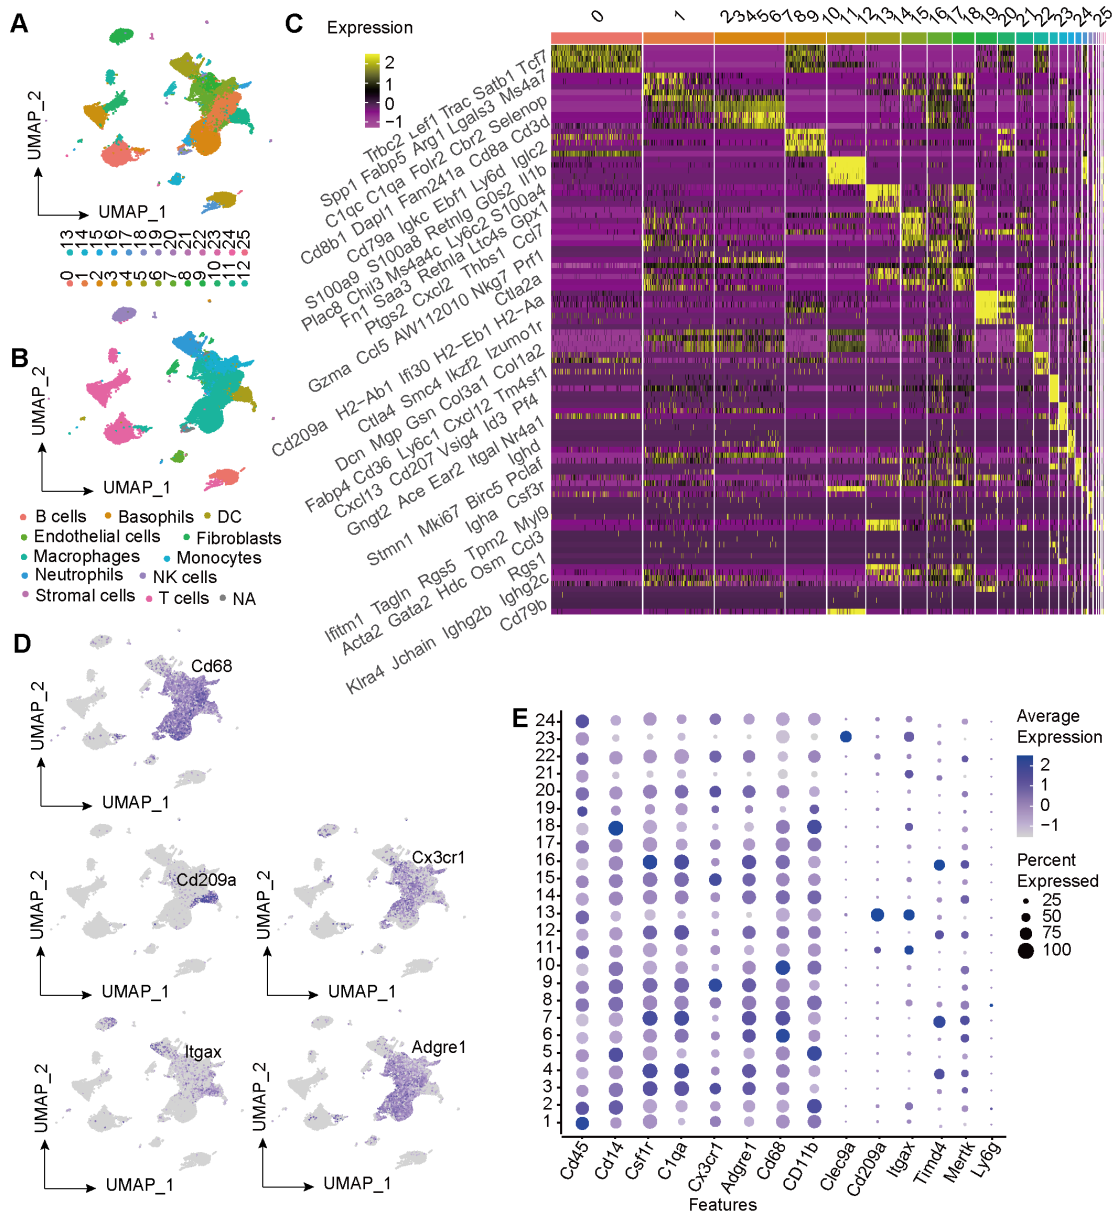 A
UMAP_2
UMAP_1
13 14 15 16 17 18 19 20 21 22 23 24 25
0 1 2 3 4 5 6 7 8 9 10 11 12
B
UMAP_2
UMAP_1
B cells Basophils DC
Endothelial cells Fibroblasts
Macrophages Monocytes
Neutrophils NK cells
Stromal cells T cells NA
C
Expression
2
1
0
−1
0 1 2 3 4 5 6 7 8 9 10 11 12 13 14 15 16 17 18 19 20 21 22 23 24 25
Trbc2 Lef1 Trac Satb1 Tcf7
Spp1 Fabp5 Arg1 Lgals3 Ms4a7
C1qc C1qa Folr2 Cbr2 Selenop
Cd8b1 Dapl1 Fam241a Cd8a Cd3d
Cd79a Igkc Ebf1 Ly6d Iglc2
S100a9 S100a8 Retnlg G0s2 Il1b
Plac8 Chil3 Ms4a4c Ly6c2 S100a4
Fn1 Saa3 Retnla Ltc4s Gpx1
Ptgs2 Cxcl2 Thbs1 Ccl7
Gzma Ccl5 AW112010 Nkg7 Prf1
Ctla2a
Cd209a H2−Ab1 Ifi30 H2−Eb1 H2−Aa
Ctla4 Smc4 Ikzf2 Izumo1r
Dcn Mgp Gsn Col3a1 Col1a2
Fabp4 Cd36 Ly6c1 Cxcl12 Tm4sf1
Cxcl13 Cd207 Vsig4 Id3 Pf4
Gngt2 Ace Ear2 Itgal Nr4a1
Ighd
Stmn1 Mki67 Birc5 Pclaf
Igha Csf3r
Ifitm1 Tagln Rgs5 Tpm2 Myl9
Acta2 Gata2 Hdc Osm Ccl3
Rgs1
Klra4 Jchain Ighg2b Ighg2c
Cd79b
D
Cd68
UMAP_2
UMAP_1
Cd209a
UMAP_2
UMAP_1
Cx3cr1
UMAP_2
UMAP_1
Itgax
UMAP_2
UMAP_1
Adgre1
UMAP_2
UMAP_1
E
24
23
22
21
20
19
18
17
16
15
14
13
12
11
10
9
8
7
6
5
4
3
2
1
Cd45 Cd14 Csf1r C1qa Cx3cr1 Adgre1 Cd68 CD11b Clec9a Cd209a Itgax Timd4 Mertk Ly6g
Features
Average
Expression
2
1
0
−1
Percent
Expressed
25
50
75
100